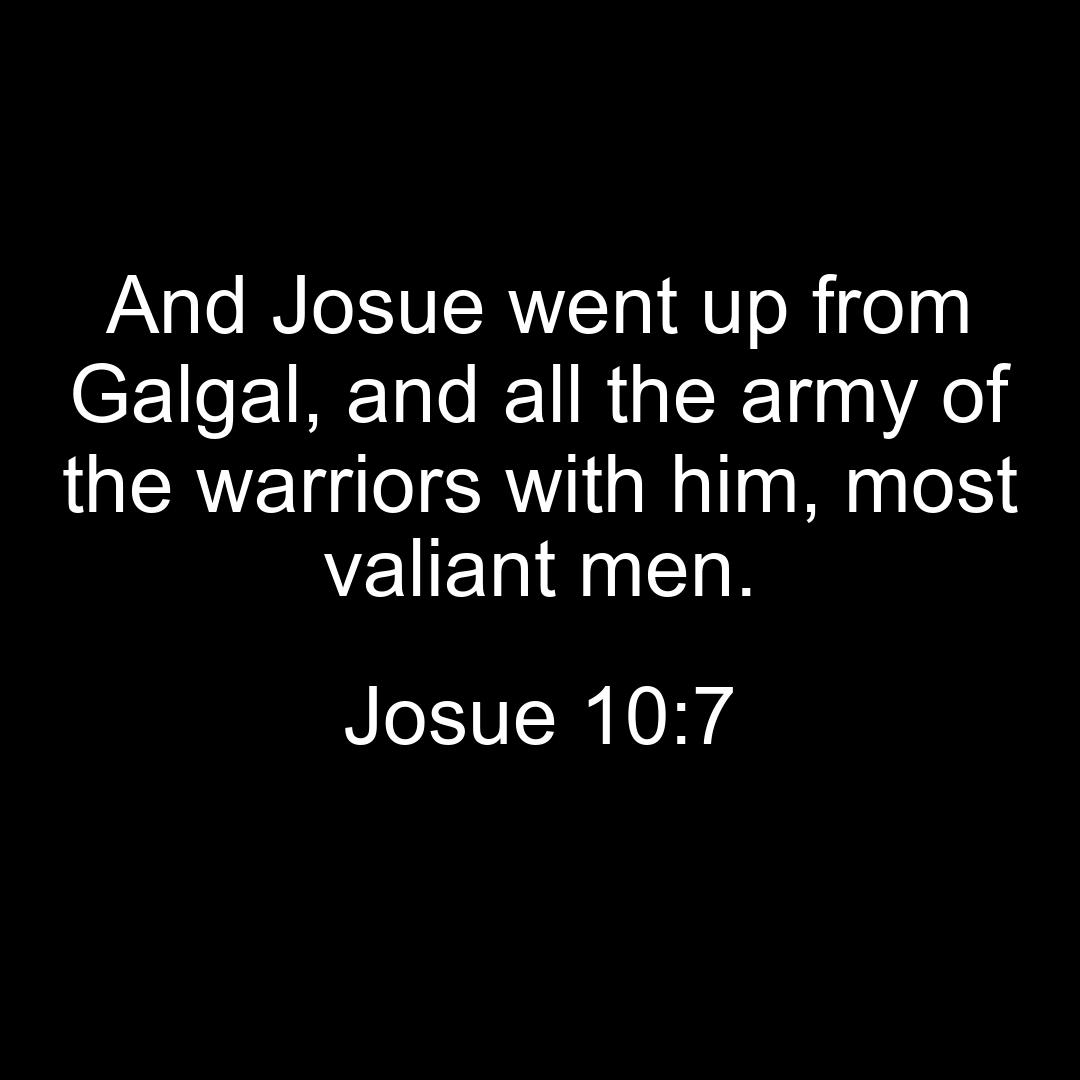 And Josue went up from
Galgal, and all the army of
the warriors with him, most
valiant men.
Josue 10:7